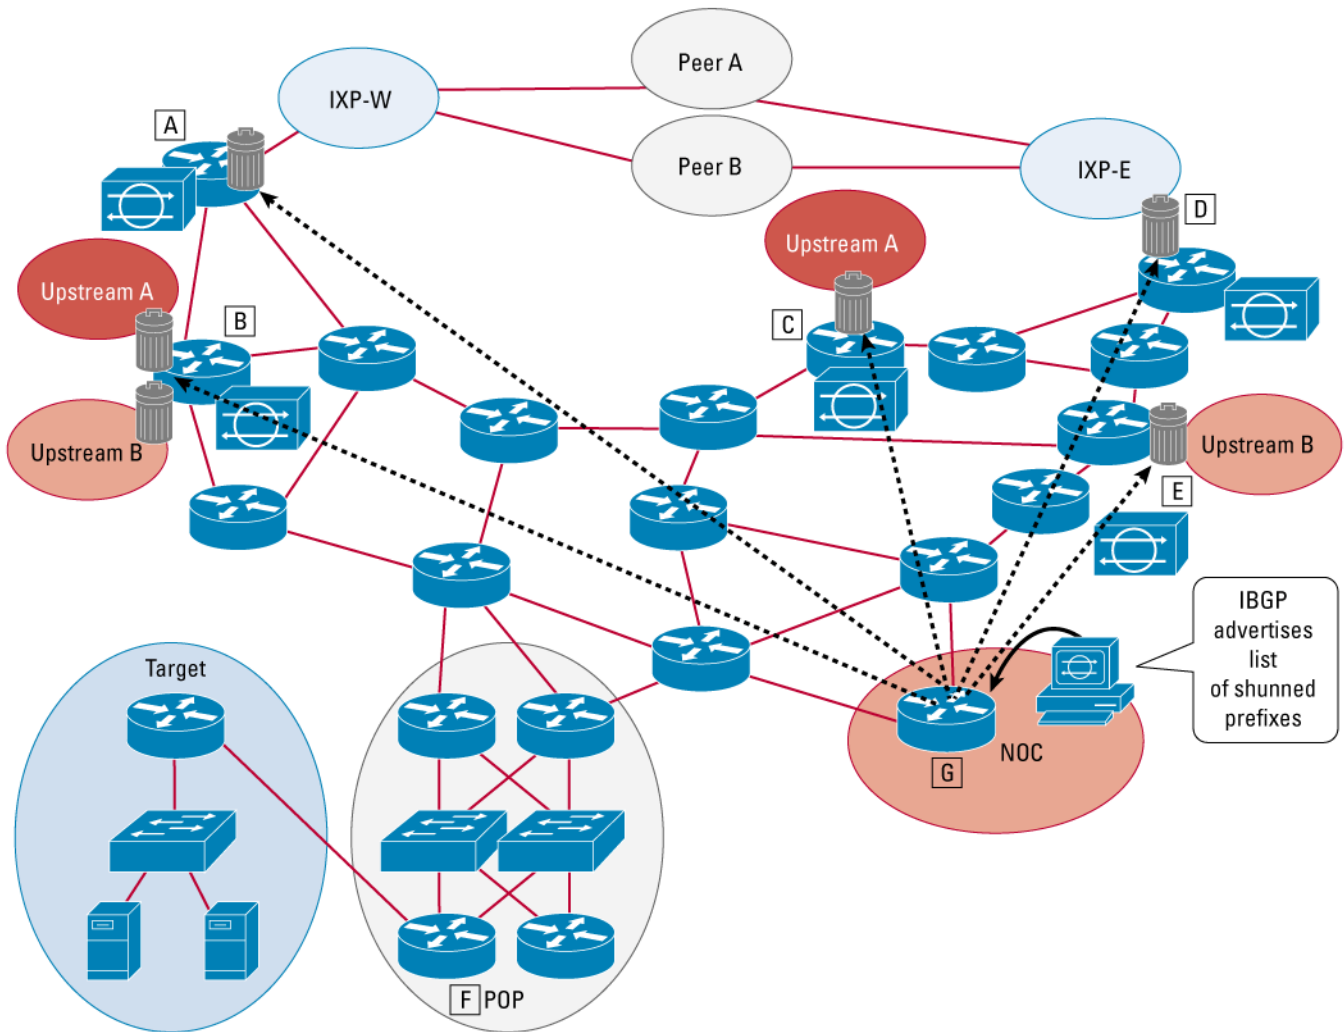 Peer A
IXP-W
A
Peer B
IXP-E
D
Upstream A
Upstream A
B
C
Upstream B
Upstream B
E
IBGP
advertises
list
of shunned
prefixes
Target
NOC
G
F
POP